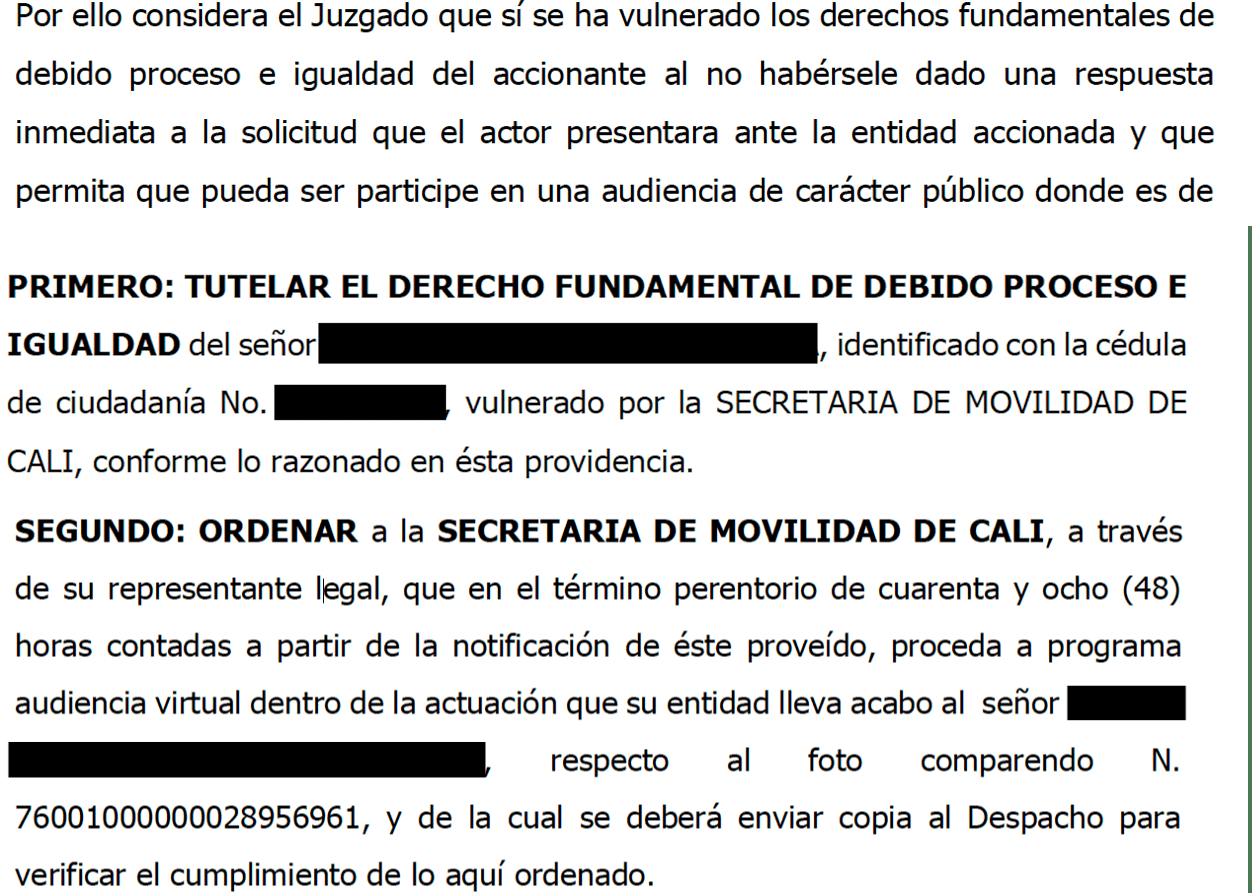 Por ello considera el Juzgado que sí se ha vulnerado los derechos fundamentales de
debido proceso e igualdad del accionante al no habérsele dado una respuesta
inmediata a la solicitud que el actor presentara ante la entidad accionada y que
permita que pueda ser participe en una audiencia de carácter público donde es de
PRIMERO: TUTELAR EL DERECHO FUNDAMENTAL DE DEBIDO PROCESO E
IGUALDAD del señor , identificado con la cédula
de ciudadanía No. , vulnerado por la SECRETARIA DE MOVILIDAD DE
CALI, conforme lo razonado en ésta providencia.
SEGUNDO: ORDENAR a la SECRETARIA DE MOVILIDAD DE CALI, a través
de su representante legal, que en el término perentorio de cuarenta y ocho (48)
horas contadas a partir de la notificación de éste proveído, proceda a programa
audiencia virtual dentro de la actuación que su entidad lleva acabo al señor
, respecto al foto comparendo N.
76001000000028956961, y de la cual se deberá enviar copia al Despacho para
verificar el cumplimiento de lo aquí ordenado.